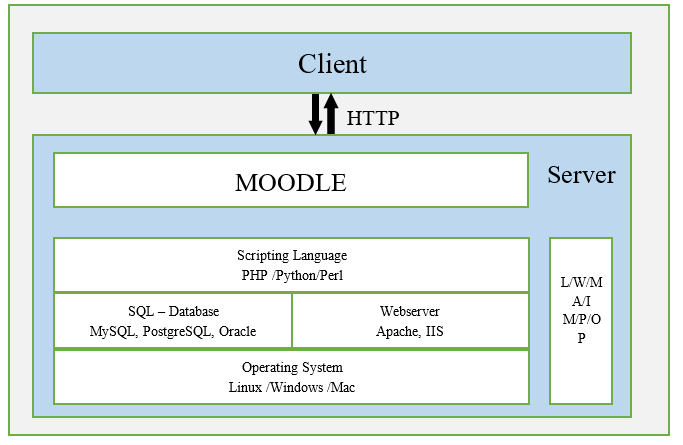 Client
HTTP
MOODLE
Server
Scripting Language
PHP /Python/Perl
SQL – Database
MySQL, PostgreSQL, Oracle
Webserver
Apache, IIS
Operating System
Linux /Windows /Mac
L/W/M
A/I
M/P/O
P